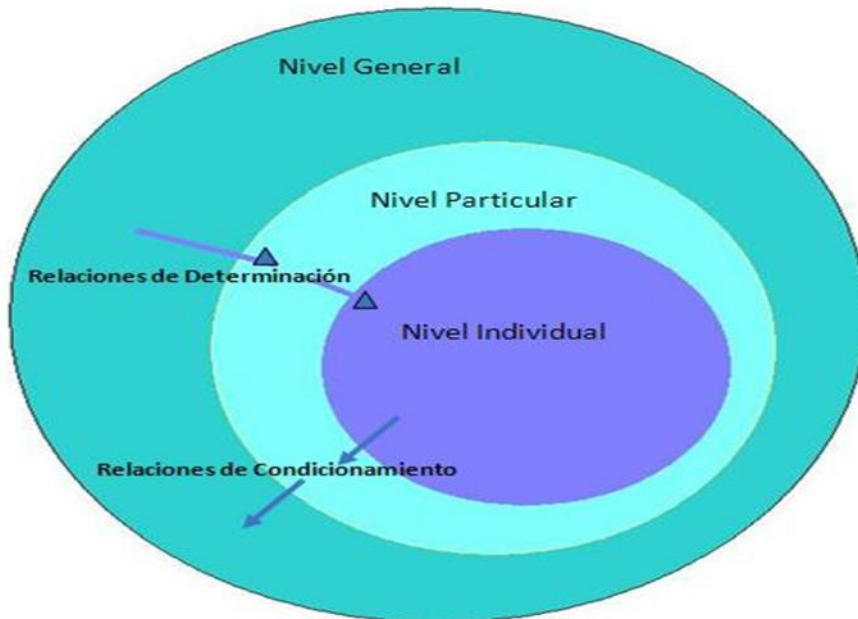 Nivel General
Nivel Particular
Relaciones de Determinación
Nivel Individual
Relaciones de Condicionamiento